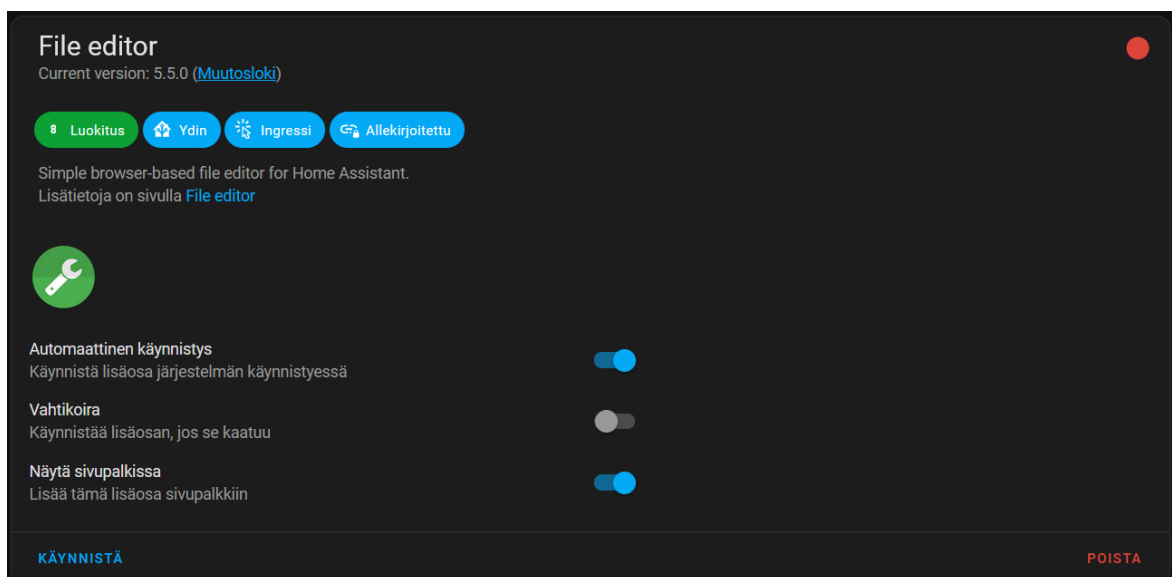 File editor
Current version: 5.5.0 (Muutosloki)
8 Luokitus Ydin Ingressi Allekirjoitettu
Simple browser-based file editor for Home Assistant.
Lisätietoja on sivulla File editor
Automaattinen käynnistys
Käynnistä lisäosa järjestelmän käynnistyessä
Vahtikoira
Käynnistää lisäosan, jos se kaatuu
Näytä sivupalkissa
Lisää tämä lisäosa sivupalkkiin
KÄYNNISTÄ POISTA